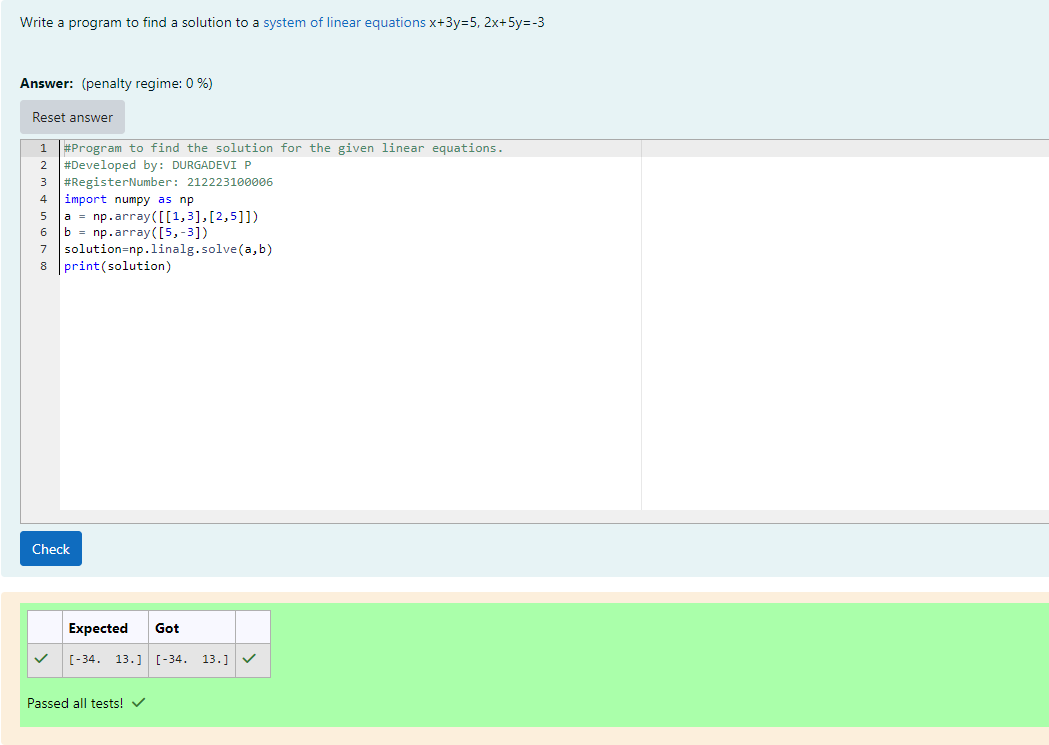 Write a program to find a solution to a system of linear equations x+3y=5, 2x+5y=-3
Answer: (penalty regime: 0 %)
Reset answer
1 #Program to find the solution for the given linear equations.
2 #Developed by: DURGADEVI P
3 #RegisterNumber: 212223100006
4 import numpy as np
5 a = np.array([[1,3],[2,5]])
6 b = np.array([5,-3])
7 solution=np.linalg.solve(a,b)
8 print(solution)
Check
Expected Got
[-34.  13.] [-34.  13.]
Passed all tests!